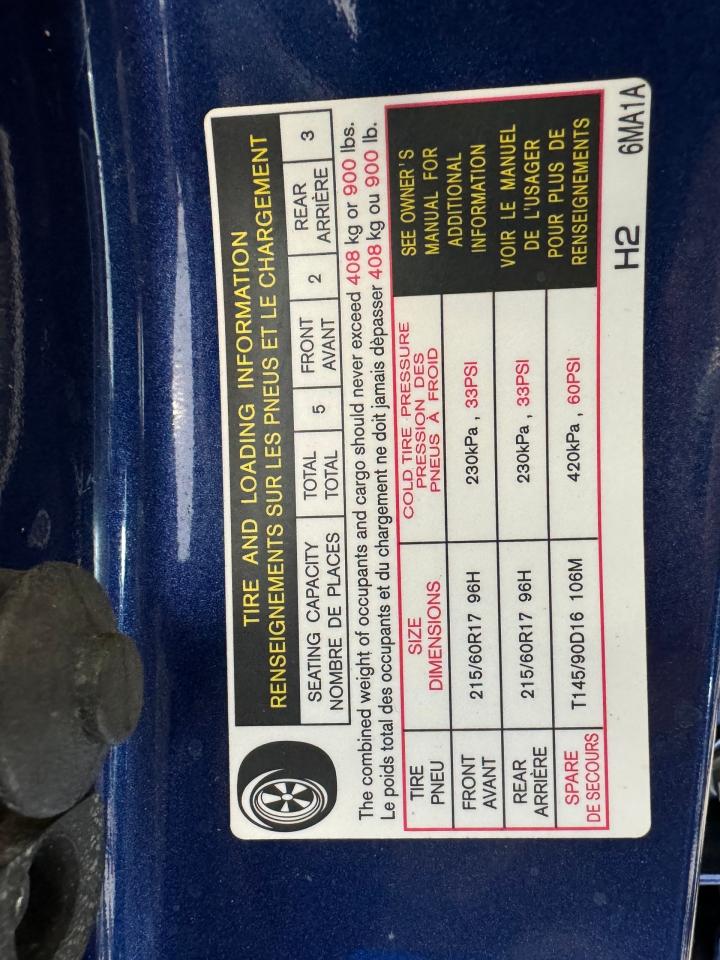 TIRE AND LOADING INFORMATION
RENSEIGNEMENTS SUR LES PNEUS ET LE CHARGEMENT
SEATING CAPACITY
NOMBRE DE PLACES
TOTAL
TOTAL
5
FRONT
AVANT
2
REAR
ARRIÈRE
3
The combined weight of occupants and cargo should never exceed 408 kg or 900 lbs.
Le poids total des occupants et du chargement ne doit jamais dèpasser 408 kg ou 900 lb.
TIRE
PNEU
SIZE
DIMENSIONS
COLD TIRE PRESSURE
PRESSION DES
PNEUS À FROID
FRONT
AVANT
215/60R17 96H
230kPa , 33PSI
REAR
ARRIÈRE
215/60R17 96H
230kPa , 33PSI
SPARE
DE SECOURS
T145/90D16 106M
420kPa , 60PSI
SEE OWNER'S
MANUAL FOR
ADDITIONAL
INFORMATION
VOIR LE MANUEL
DE L'USAGER
POUR PLUS DE
RENSEIGNEMENTS
H2
6MA1A